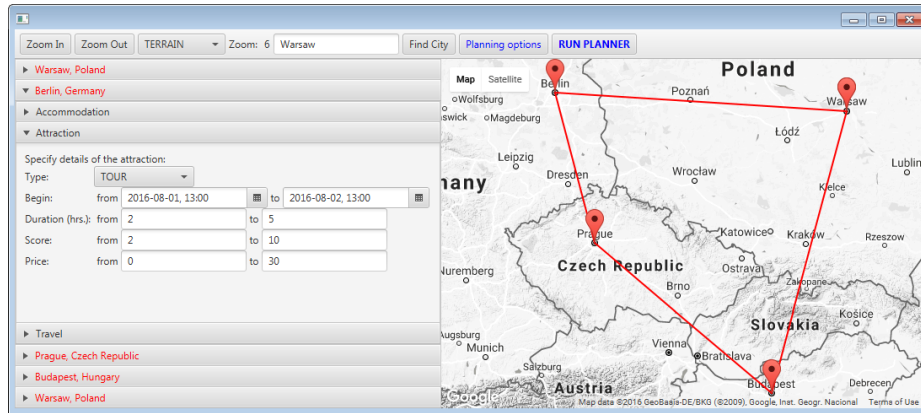 Zoom In Zoom Out TERRAIN Zoom: 6 Warsaw Find City Planning options RUN PLANNER
Warsaw, Poland
Berlin, Germany
Accommodation
Attraction
Specify details of the attraction:
Type: TOUR
Begin: from 2016-08-01, 13:00 to 2016-08-02, 13:00
Duration (hrs.): from 2 to 5
Score: from 2 to 10
Price: from 0 to 30
Travel
Prague, Czech Republic
Budapest, Hungary
Warsaw, Poland
Map Satellite
Poland
Berlin
Poznań
Warsaw
Wolfsburg
swick
Magdeburg
Łódź
Leipzig
Lublin
Dresden
Wrocław
many
Kielce
Prague
Katowice
Kraków
Rzeszow
Czech Republic
Ostrava
Nuremberg
Zakopane
Brno
Košice
Slovakia
Augsburg
Munich
Vienna
Bratislava
Salzburg
Budapest
Debrecen
Austria
Google
Map data ©2016 GeoBasis-DE/BKG (©2009), Google, Inst. Geogr. Nacional Terms of Use